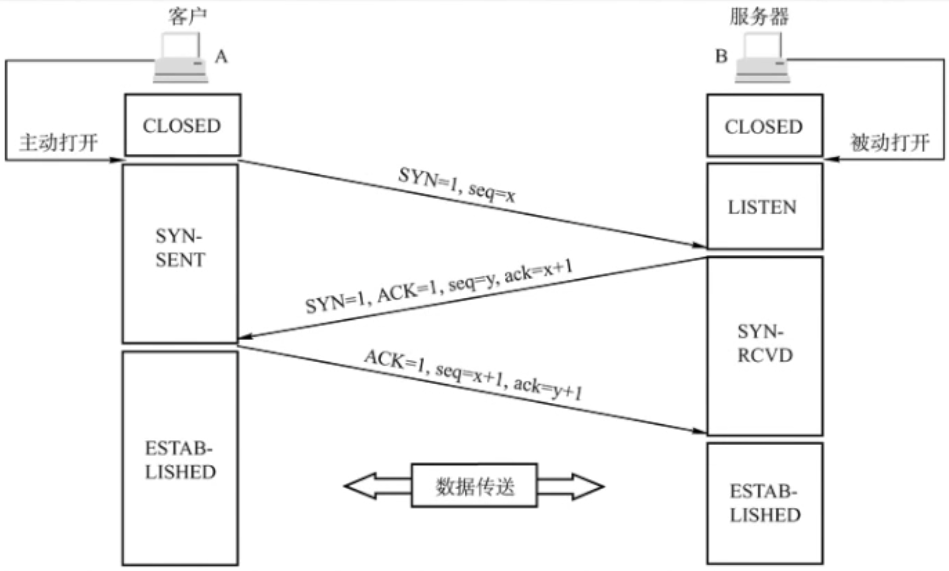 客户
服务器
A
B
CLOSED
CLOSED
主动打开
被动打开
SYN=1, seq=x
LISTEN
SYN-
SENT
SYN=1, ACK=1, seq=y, ack=x+1
SYN-
RCVD
ACK=1, seq=x+1, ack=y+1
ESTAB-
LISHED
数据传送
ESTAB-
LISHED